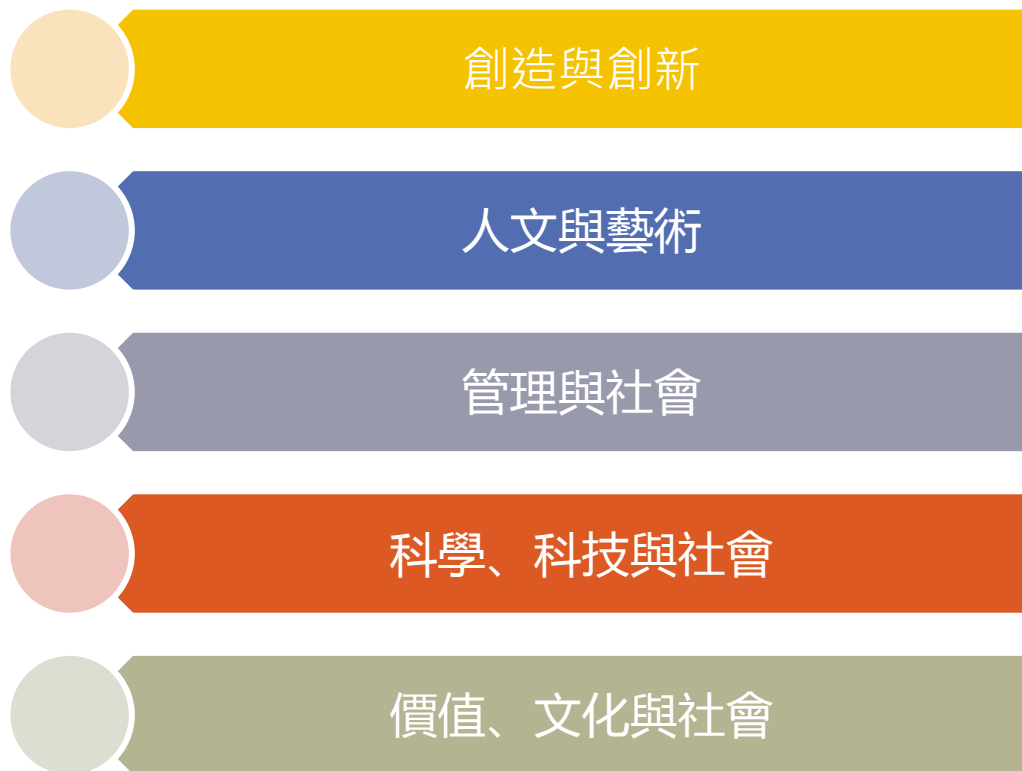 創造與創新
人文與藝術
管理與社會
科學、科技與社會
價值、文化與社會